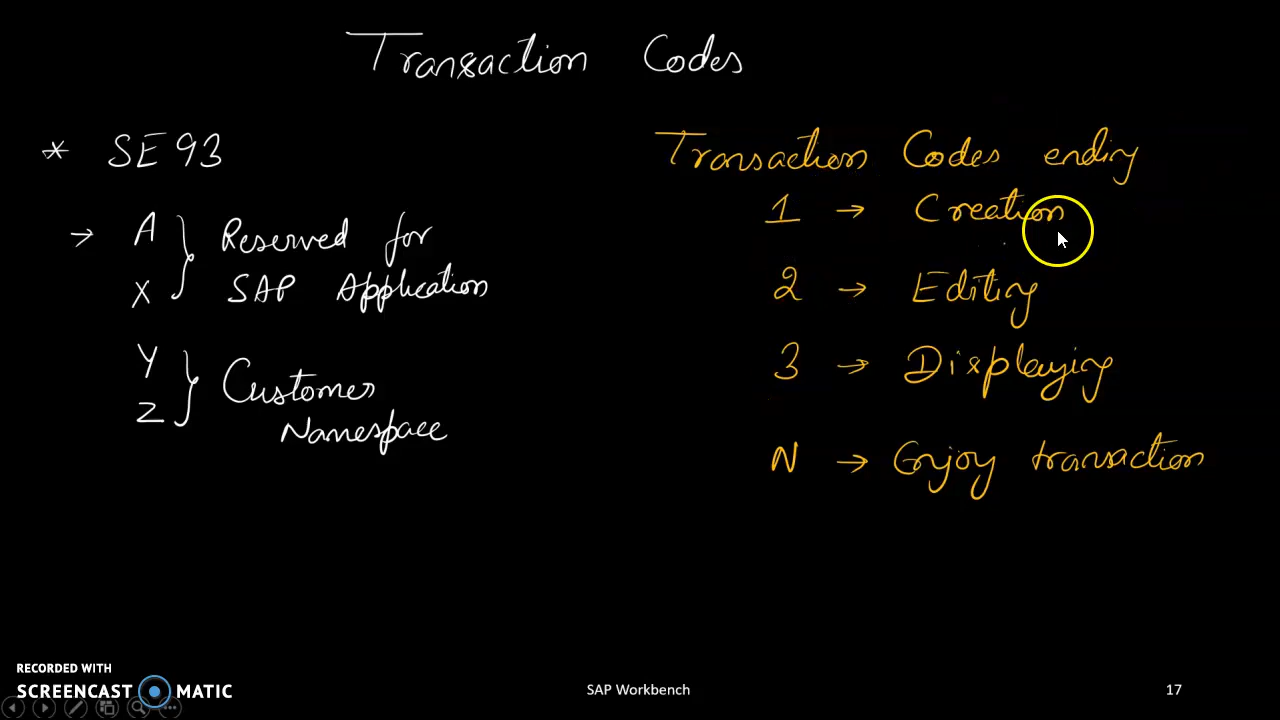 Transaction Codes
* SE93
→ A } Reserved for
X } SAP Application
Y } Customer
Z } Namespace
Transaction Codes ending
1 → Creation
2 → Editing
3 → Displaying
N → Enjoy transaction
RECORDED WITH
SCREENCAST MATIC
SAP Workbench
17